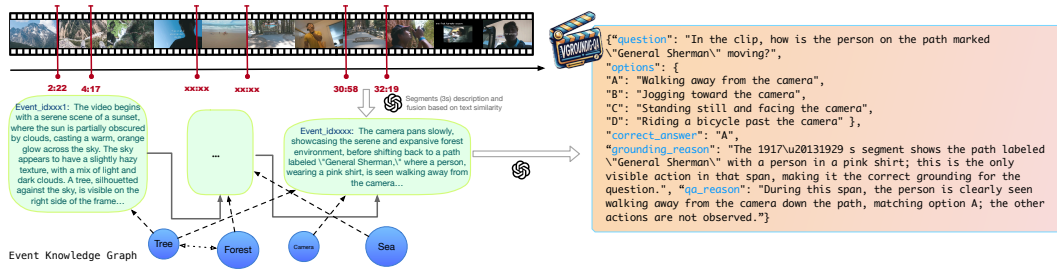 2:22
4:17
xx:xx
xx:xx
30:58
32:19
Segments (3s) description and
fusion based on text similarity
Event_idxxx1: The video begins
with a serene scene of a sunset,
where the sun is partially obscured
by clouds, casting a warm, orange
glow across the sky. The sky
appears to have a slightly hazy
texture, with a mix of light and
dark clouds. A tree, silhouetted
against the sky, is visible on the
right side of the frame...
...
Event_idxxxx: The camera pans slowly,
showcasing the serene and expansive forest
environment, before shifting back to a path
labeled \"General Sherman,\" where a person,
wearing a pink shirt, is seen walking away
from the camera...
Tree
Forest
Camera
Sea
Event Knowledge Graph
VGROUNDING-QA
{“question": "In the clip, how is the person on the path marked
\"General Sherman\" moving?",
"options": {
"A": "Walking away from the camera",
"B": "Jogging toward the camera",
"C": "Standing still and facing the camera",
"D": "Riding a bicycle past the camera" },
"correct_answer": "A",
“grounding_reason": "The 1917\u20131929 s segment shows the path labeled
\"General Sherman\" with a person in a pink shirt; this is the only
visible action in that span, making it the correct grounding for the
question.", “qa_reason": "During this span, the person is clearly seen
walking away from the camera down the path, matching option A; the other
actions are not observed.”}